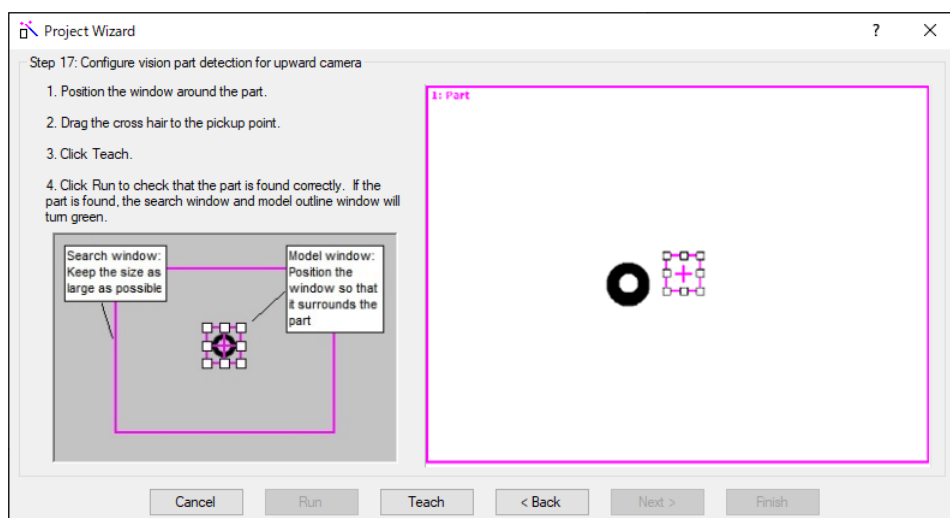 Project Wizard
?
Step 17: Configure vision part detection for upward camera
1. Position the window around the part.
2. Drag the cross hair to the pickup point.
3. Click Teach.
4. Click Run to check that the part is found correctly. If the
part is found, the search window and model outline window will
turn green.
Search window:
Keep the size as
large as possible
Model window:
Position the
window so that
it surrounds the
part
1: Part
Cancel
Run
Teach
< Back
Next >
Finish